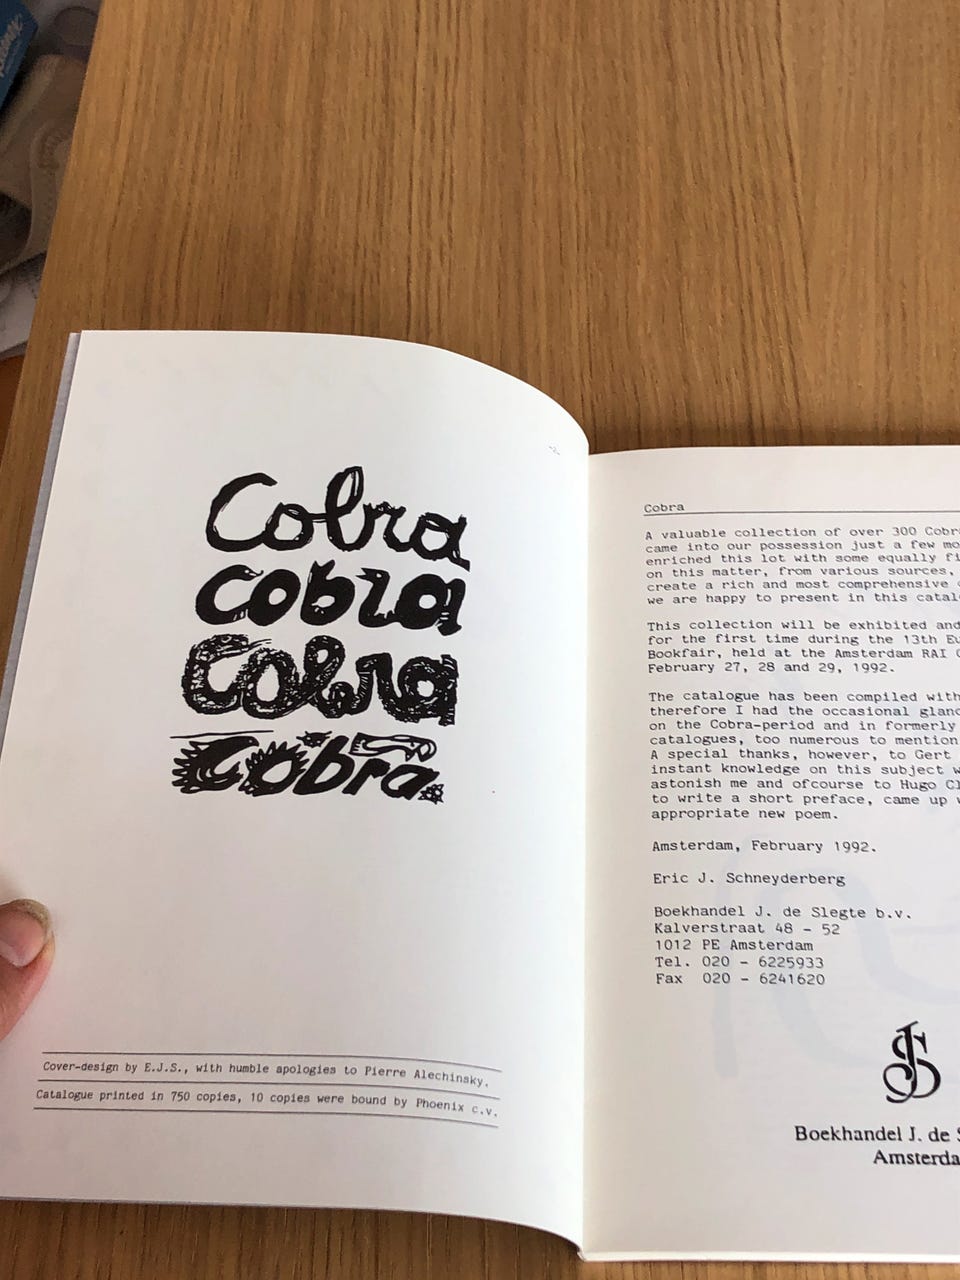 Cobra
cobra
Cobra
Cobra
Cover-design by E.J.S., with humble apologies to Pierre Alechinsky.
Catalogue printed in 750 copies, 10 copies were bound by Phoenix c.v.
Cobra
A valuable collection of over 300 Cobra
came into our possession just a few
enriched this lot with some equally
on this matter, from various sources,
create a rich and most comprehensive
we are happy to present in this
This collection will be exhibited and
for the first time during the 13th
Bookfair, held at the Amsterdam RAI
February 27, 28 and 29, 1992.
The catalogue has been compiled with
therefore I had the occasional
on the Cobra-period and in formerly
catalogues, too numerous to mention
A special thanks, however, to Gert
instant knowledge on this subject
astonish me and ofcourse to Hugo
to write a short preface, came up
appropriate new poem.
Amsterdam, February 1992.
Eric J. Schneyderberg
Boekhandel J. de Slegte b.v.
Kalverstraat 48 - 52
1012 PE Amsterdam
Tel. 020 - 6225933
Fax 020 - 6241620
JS
Boekhandel J. de
Amsterda